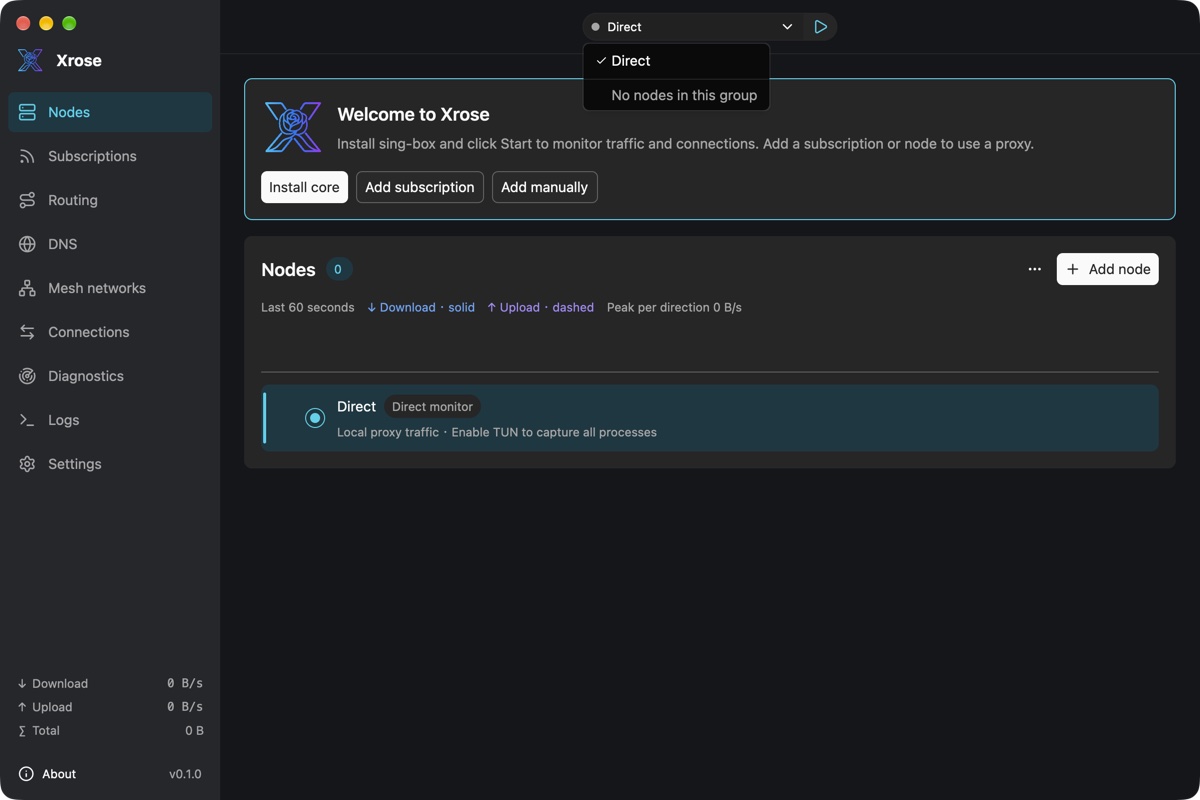 Direct
Xrose
Direct
No nodes in this group
Nodes
Subscriptions
Routing
DNS
Mesh networks
Connections
Diagnostics
Logs
Settings
Welcome to Xrose
Install sing-box and click Start to monitor traffic and connections. Add a subscription or node to use a proxy.
Install core
Add subscription
Add manually
Nodes 0
··· + Add node
Last 60 seconds ↓ Download · solid ↑ Upload · dashed Peak per direction 0 B/s
Direct Direct monitor
Local proxy traffic · Enable TUN to capture all processes
↓ Download 0 B/s
↑ Upload 0 B/s
∑ Total 0 B
About v0.1.0